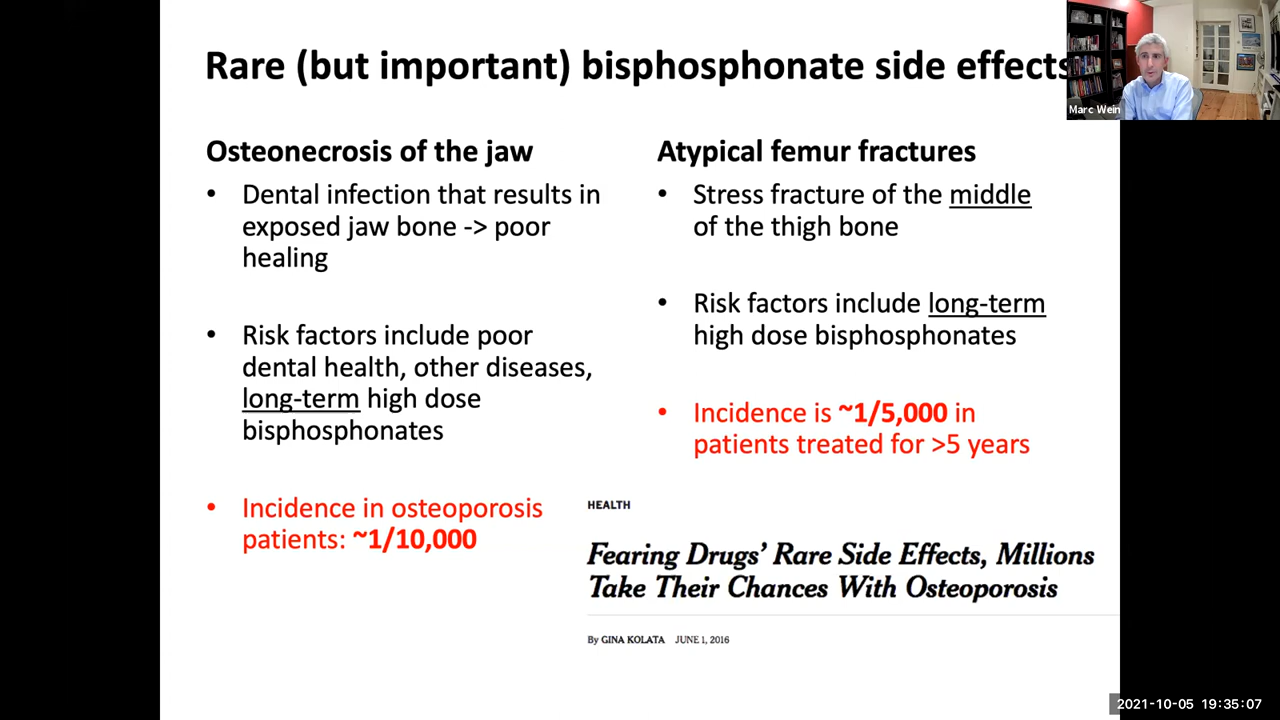 Rare (but important) bisphosphonate side effects
Marc Wein
Osteonecrosis of the jaw
• Dental infection that results in
exposed jaw bone -> poor
healing
• Risk factors include poor
dental health, other diseases,
long-term high dose
bisphosphonates
• Incidence in osteoporosis
patients: ~1/10,000
Atypical femur fractures
• Stress fracture of the middle
of the thigh bone
• Risk factors include long-term
high dose bisphosphonates
• Incidence is ~1/5,000 in
patients treated for >5 years
HEALTH
Fearing Drugs’ Rare Side Effects, Millions
Take Their Chances With Osteoporosis
By GINA KOLATA JUNE 1, 2016
2021-10-05 19:35:07